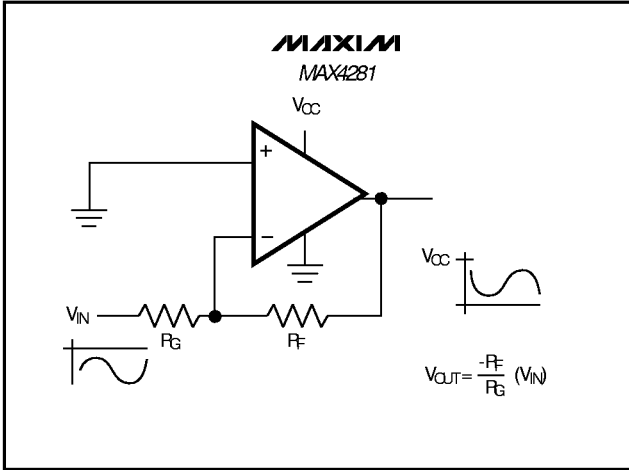 MAXIM
MAX4281
VCC
+
−
VIN
RG
RF
VCC
VOUT = -RF/RG (VIN)